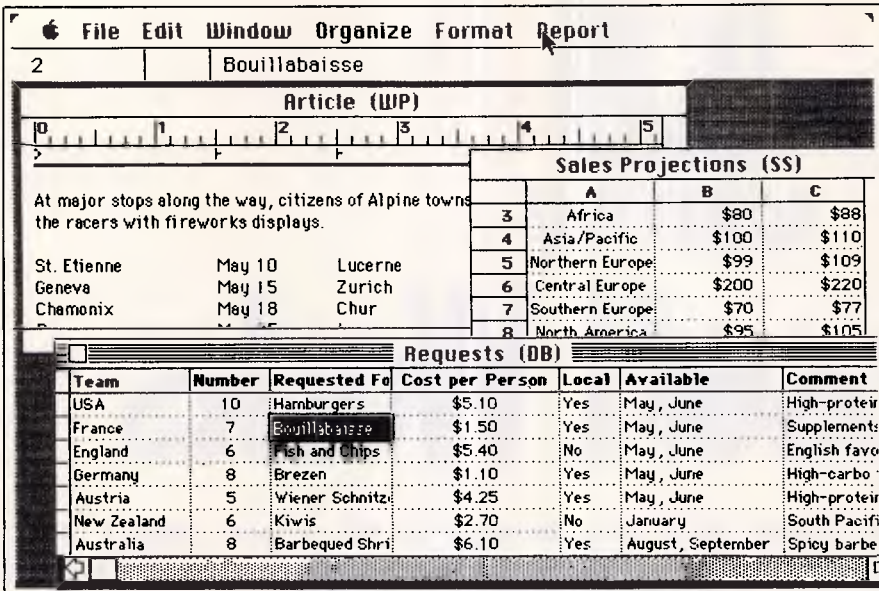 File Edit Window Organize Format Report
2 Bouillabaisse
Article (WP)
0 1 2 3 4 5
At major stops along the way, citizens of Alpine towns
the racers with fireworks displays.
St. Etienne May 10 Lucerne
Geneva May 15 Zurich
Chamonix May 18 Chur
Sales Projections (SS)
A B C
3 Africa $80 $88
4 Asia/Pacific $100 $110
5 Northern Europe $99 $109
6 Central Europe $200 $220
7 Southern Europe $70 $77
8 North America $95 $105
Requests (DB)
Team Number Requested Fo Cost per Person Local Available Comment
USA 10 Hamburgers $5.10 Yes May, June High-protein
France 7 Bouillabaisse $1.50 Yes May, June Supplements
England 6 Fish and Chips $5.40 No May, June English favo
Germany 8 Brezen $1.10 Yes May, June High-carbo
Austria 5 Wiener Schnitze $4.25 Yes May, June High-protein
New Zealand 6 Kiwis $2.70 No January South Pacifi
Australia 8 Barbequed Shri $6.10 Yes August, September Spicy barbe